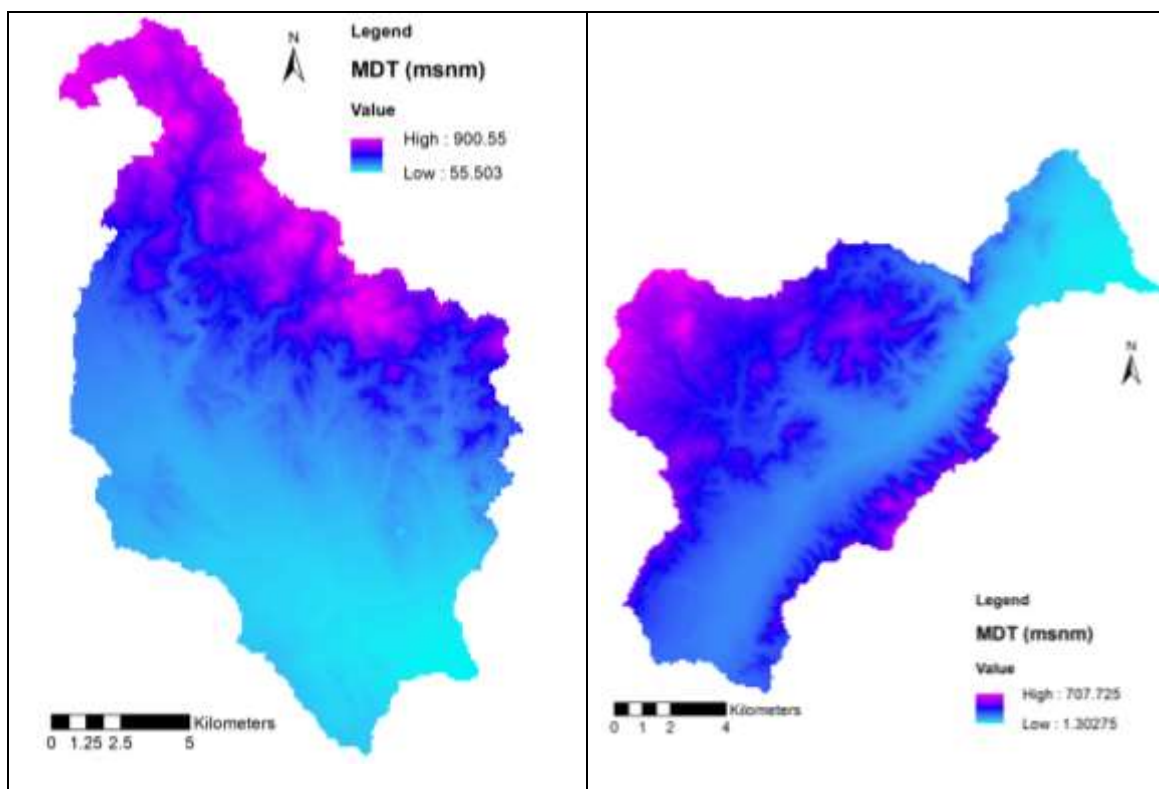 N
Legend
MDT (msnm)
Value
High : 900.55
Low : 55.503
Kilometers
0 1.25 2.5 5
N
Legend
MDT (msnm)
Value
High : 707.725
Low : 1.30275
Kilometers
0 1 2 4